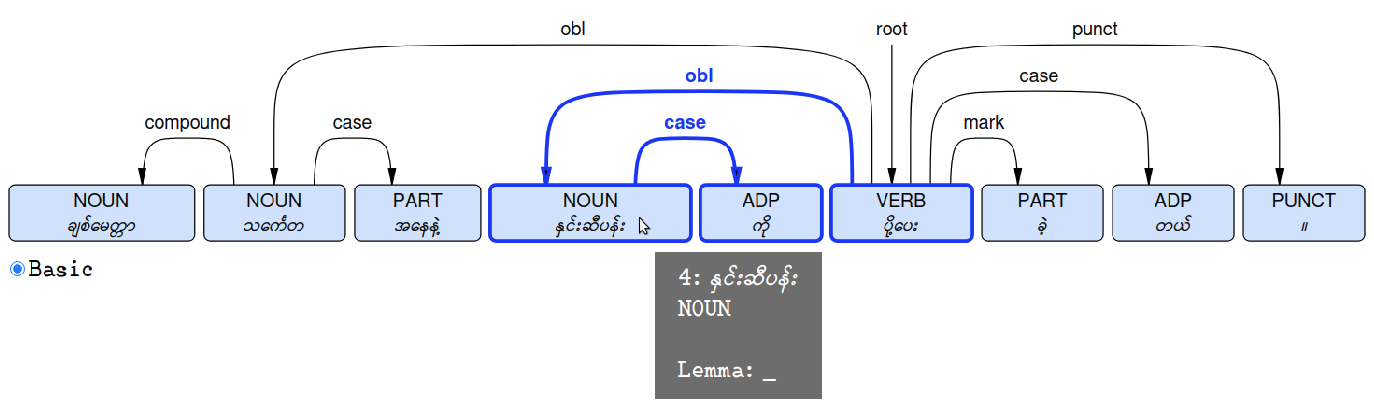 obl root punct
obl case
compound case case mark
NOUN NOUN PART NOUN ADP VERB PART ADP PUNCT
ချစ်မေတ္တာ သင်္ကေတ အနေနဲ့ နှင်းဆီပန်း ကို ပို့ပေး ခဲ့ တယ် ။
Basic
4: နှင်းဆီပန်း
NOUN
Lemma: _